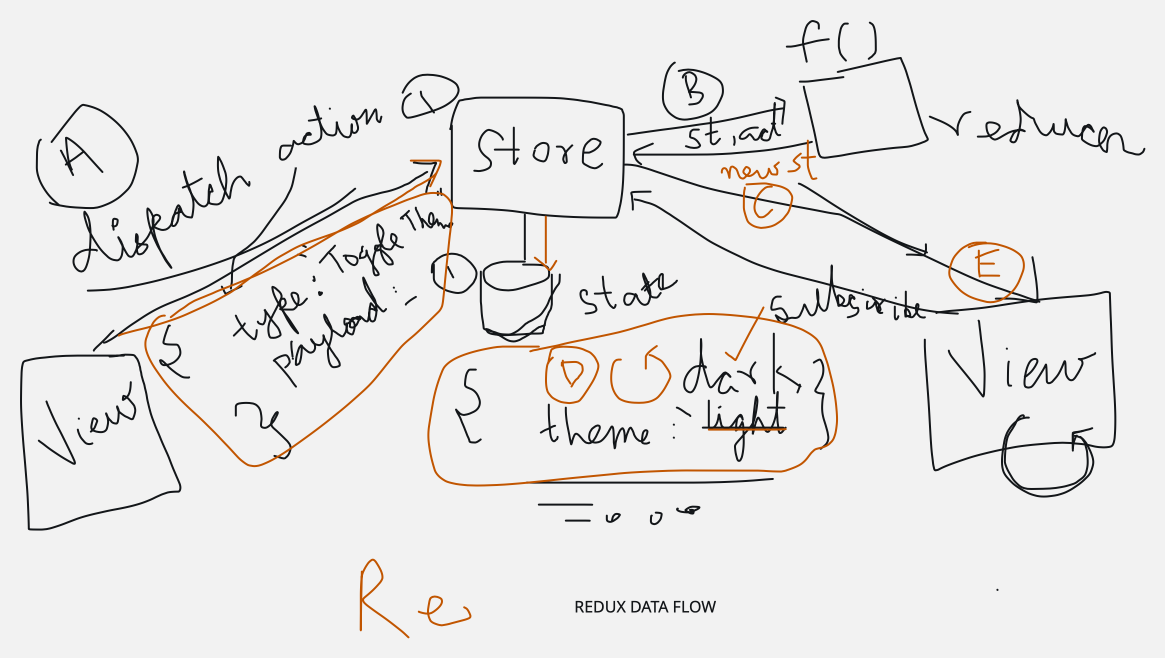 f()
B
1
action
A
Store
st, act
reducer
new st
C
dispatch
E
{
type: Toggle Theme"
payload:
}
1
state
subscribe
View
View
{
D
dark
theme: light
}
Re
REDUX DATA FLOW